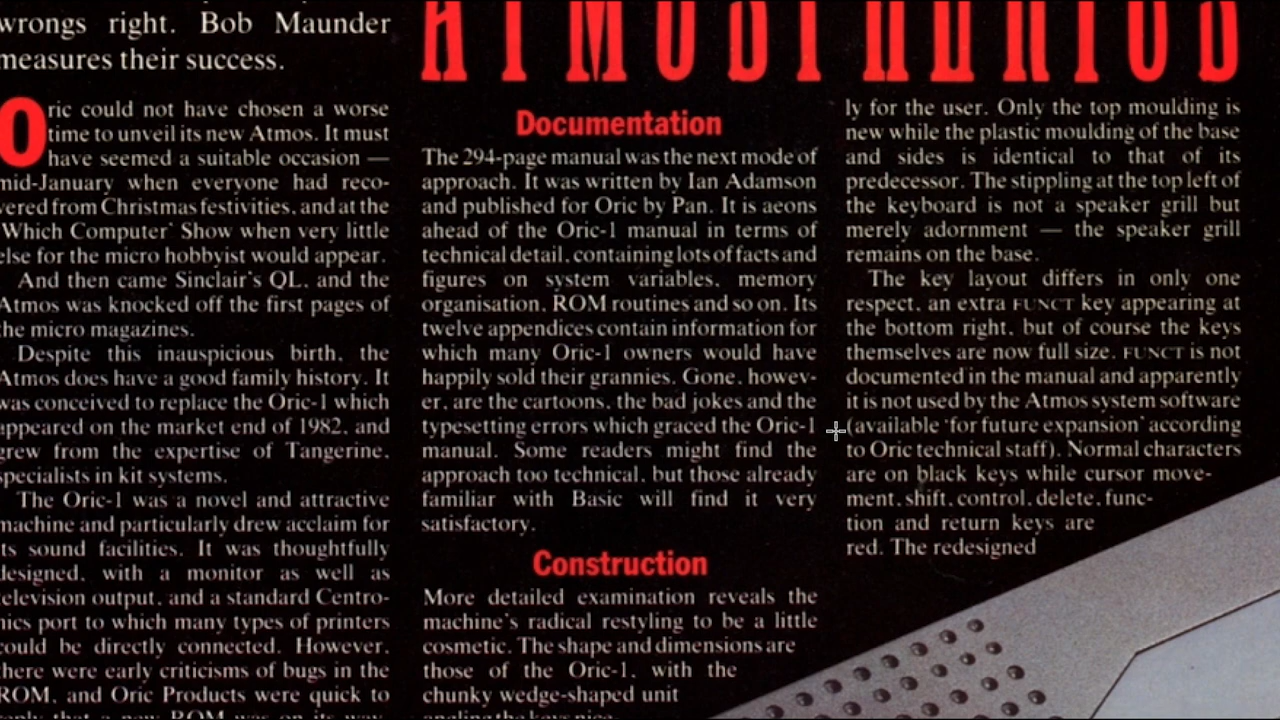 wrongs right. Bob Maunder
measures their success.
Oric could not have chosen a worse
time to unveil its new Atmos. It must
have seemed a suitable occasion —
mid-January when everyone had reco-
vered from Christmas festivities, and at the
'Which Computer' Show when very little
else for the micro hobbyist would appear.
And then came Sinclair's QL, and the
Atmos was knocked off the first pages of
the micro magazines.
Despite this inauspicious birth, the
Atmos does have a good family history. It
was conceived to replace the Oric-1 which
appeared on the market end of 1982, and
grew from the expertise of Tangerine,
specialists in kit systems.
The Oric-1 was a novel and attractive
machine and particularly drew acclaim for
its sound facilities. It was thoughtfully
designed, with a monitor as well as
television output, and a standard Centro-
nics port to which many types of printers
could be directly connected. However,
there were early criticisms of bugs in the
ROM, and Oric Products were quick to
reply that a new ROM was on its way.
Documentation
The 294-page manual was the next mode of
approach. It was written by Ian Adamson
and published for Oric by Pan. It is aeons
ahead of the Oric-1 manual in terms of
technical detail, containing lots of facts and
figures on system variables, memory
organisation, ROM routines and so on. Its
twelve appendices contain information for
which many Oric-1 owners would have
happily sold their grannies. Gone, howev-
er, are the cartoons, the bad jokes and the
typesetting errors which graced the Oric-1
manual. Some readers might find the
approach too technical, but those already
familiar with Basic will find it very
satisfactory.
Construction
More detailed examination reveals the
machine's radical restyling to be a little
cosmetic. The shape and dimensions are
those of the Oric-1, with the
chunky wedge-shaped unit
angling the keys nice-
ly for the user. Only the top moulding is
new while the plastic moulding of the base
and sides is identical to that of its
predecessor. The stippling at the top left of
the keyboard is not a speaker grill but
merely adornment — the speaker grill
remains on the base.
The key layout differs in only one
respect, an extra FUNCT key appearing at
the bottom right, but of course the keys
themselves are now full size. FUNCT is not
documented in the manual and apparently
it is not used by the Atmos system software
(available 'for future expansion' according
to Oric technical staff). Normal characters
are on black keys while cursor move-
ment, shift, control, delete, func-
tion and return keys are
red. The redesigned